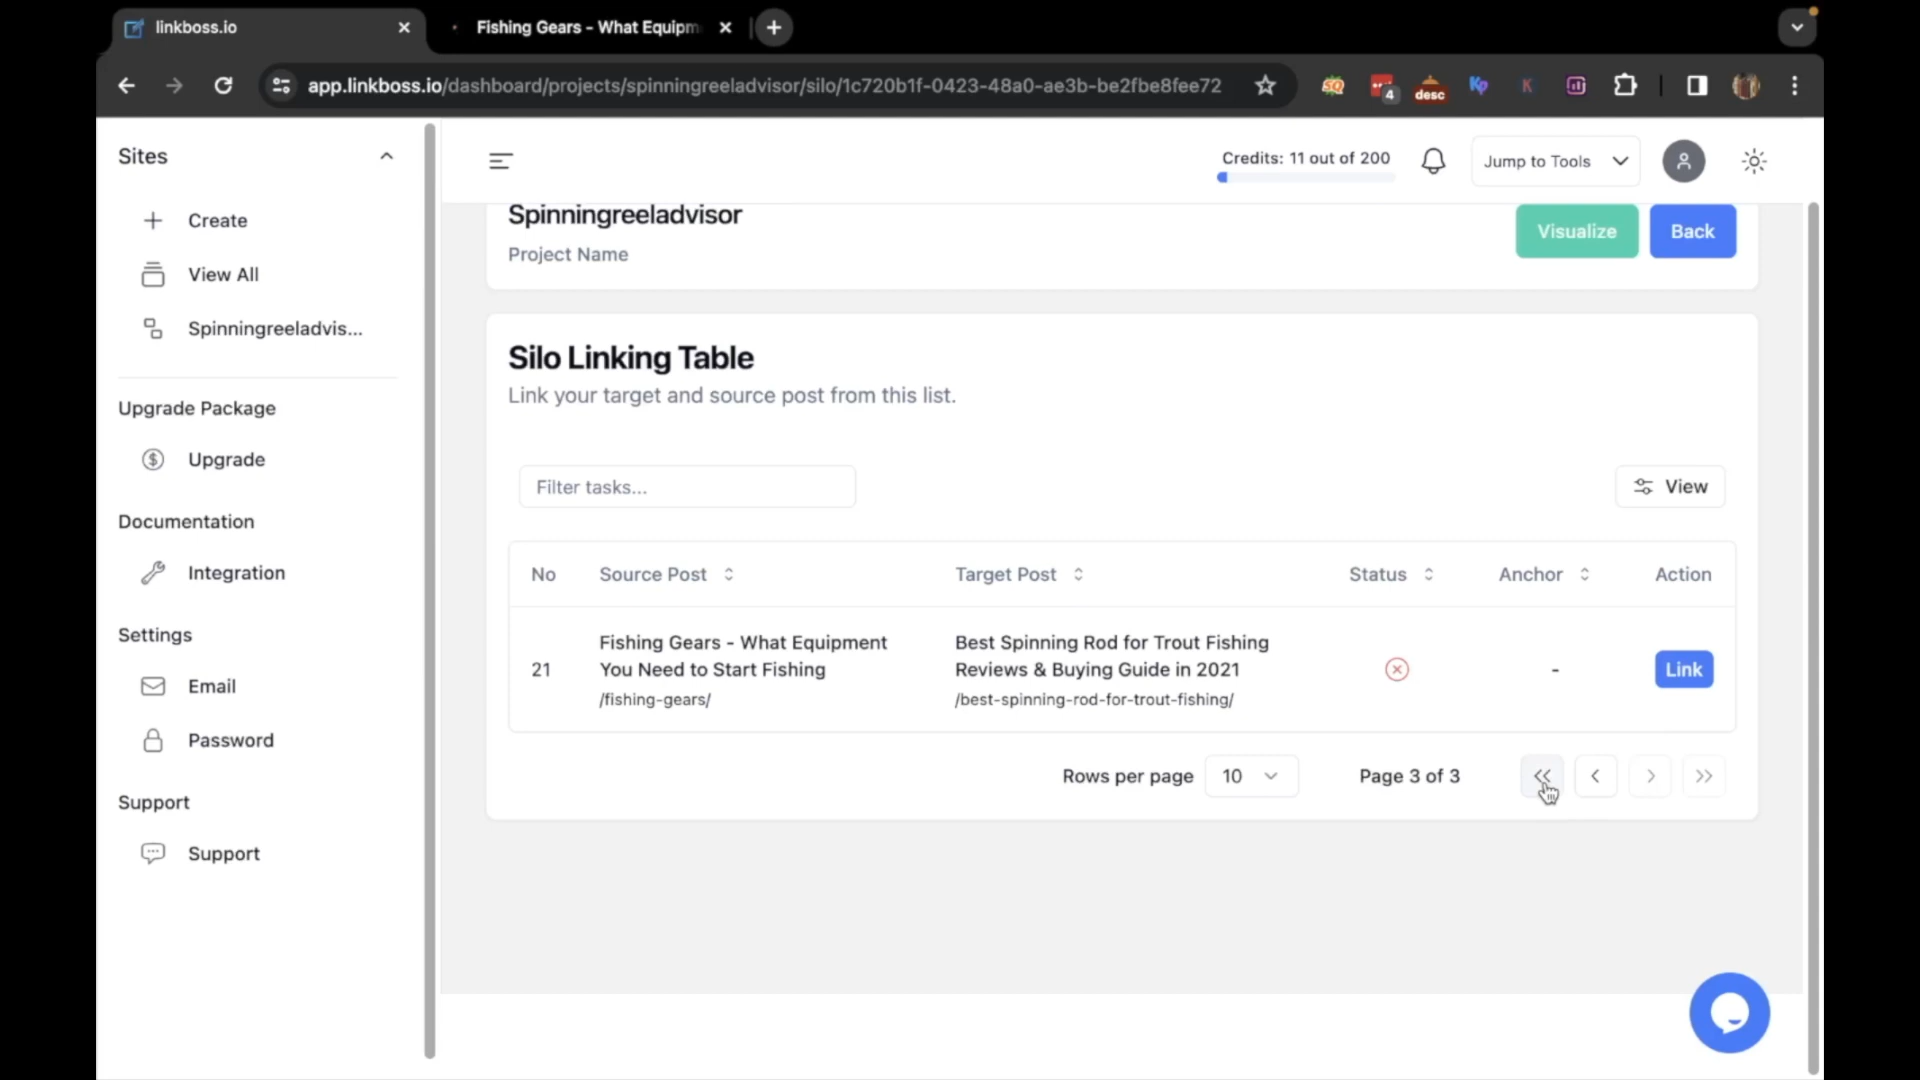 linkboss.io
Fishing Gears - What Equipm
app.linkboss.io/dashboard/projects/spinningreeladvisor/silo/1c720b1f-0423-48a0-ae3b-be2fbe8fee72
SQ
4
desc
Kp
K
Sites
Create
View All
Spinningreeladvis...
Upgrade Package
Upgrade
Documentation
Integration
Settings
Email
Password
Support
Support
Credits: 11 out of 200
Jump to Tools
Spinningreeladvisor
Project Name
Visualize
Back
Silo Linking Table
Link your target and source post from this list.
Filter tasks...
View
No Source Post Target Post Status Anchor Action
21
Fishing Gears - What Equipment
You Need to Start Fishing
/fishing-gears/
Best Spinning Rod for Trout Fishing
Reviews & Buying Guide in 2021
/best-spinning-rod-for-trout-fishing/
-
Link
Rows per page 10 Page 3 of 3